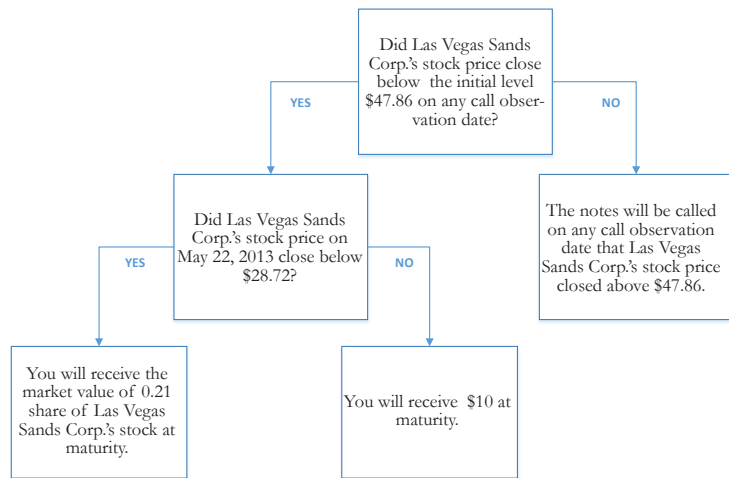 Did Las Vegas Sands
Corp.'s stock price close
below the initial level
$47.86 on any call obser-
vation date?
YES
NO
Did Las Vegas Sands
Corp.'s stock price on
May 22, 2013 close below
$28.72?
The notes will be called
on any call observation
date that Las Vegas
Sands Corp.'s stock price
closed above $47.86.
YES
NO
You will receive the
market value of 0.21
share of Las Vegas
Sands Corp.'s stock at
maturity.
You will receive $10 at
maturity.